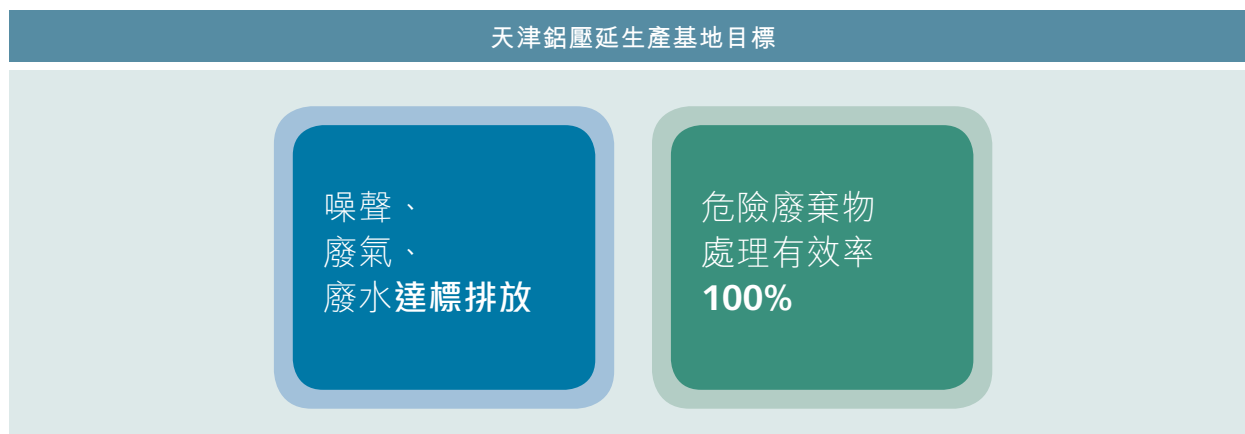 天津鋁壓延生產基地目標
噪聲、
廢氣、
廢水達標排放
危險廢棄物
處理有效率
100%